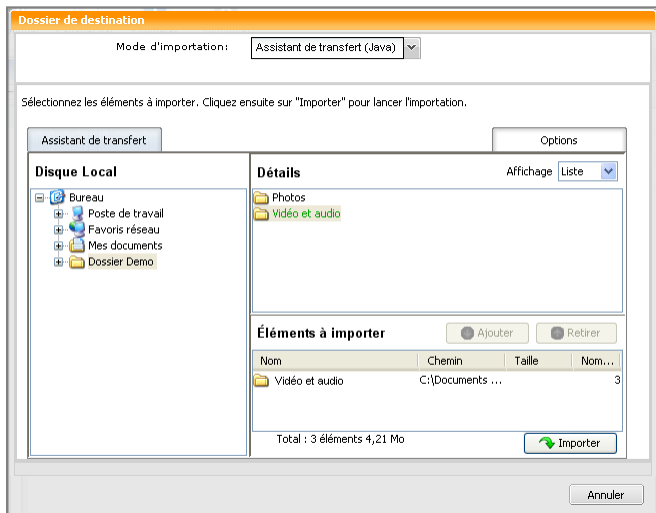 Dossier de destination
Mode d'importation: Assistant de transfert (Java)
Sélectionnez les éléments à importer. Cliquez ensuite sur "Importer" pour lancer l'importation.
Assistant de transfert
Options
Disque Local
Bureau
Poste de travail
Favoris réseau
Mes documents
Dossier Demo
Détails
Affichage Liste
Photos
Vidéo et audio
Éléments à importer
Ajouter
Retirer
Nom Chemin Taille Nom...
Vidéo et audio C:\Documents ... 3
Total : 3 éléments 4,21 Mo
Importer
Annuler